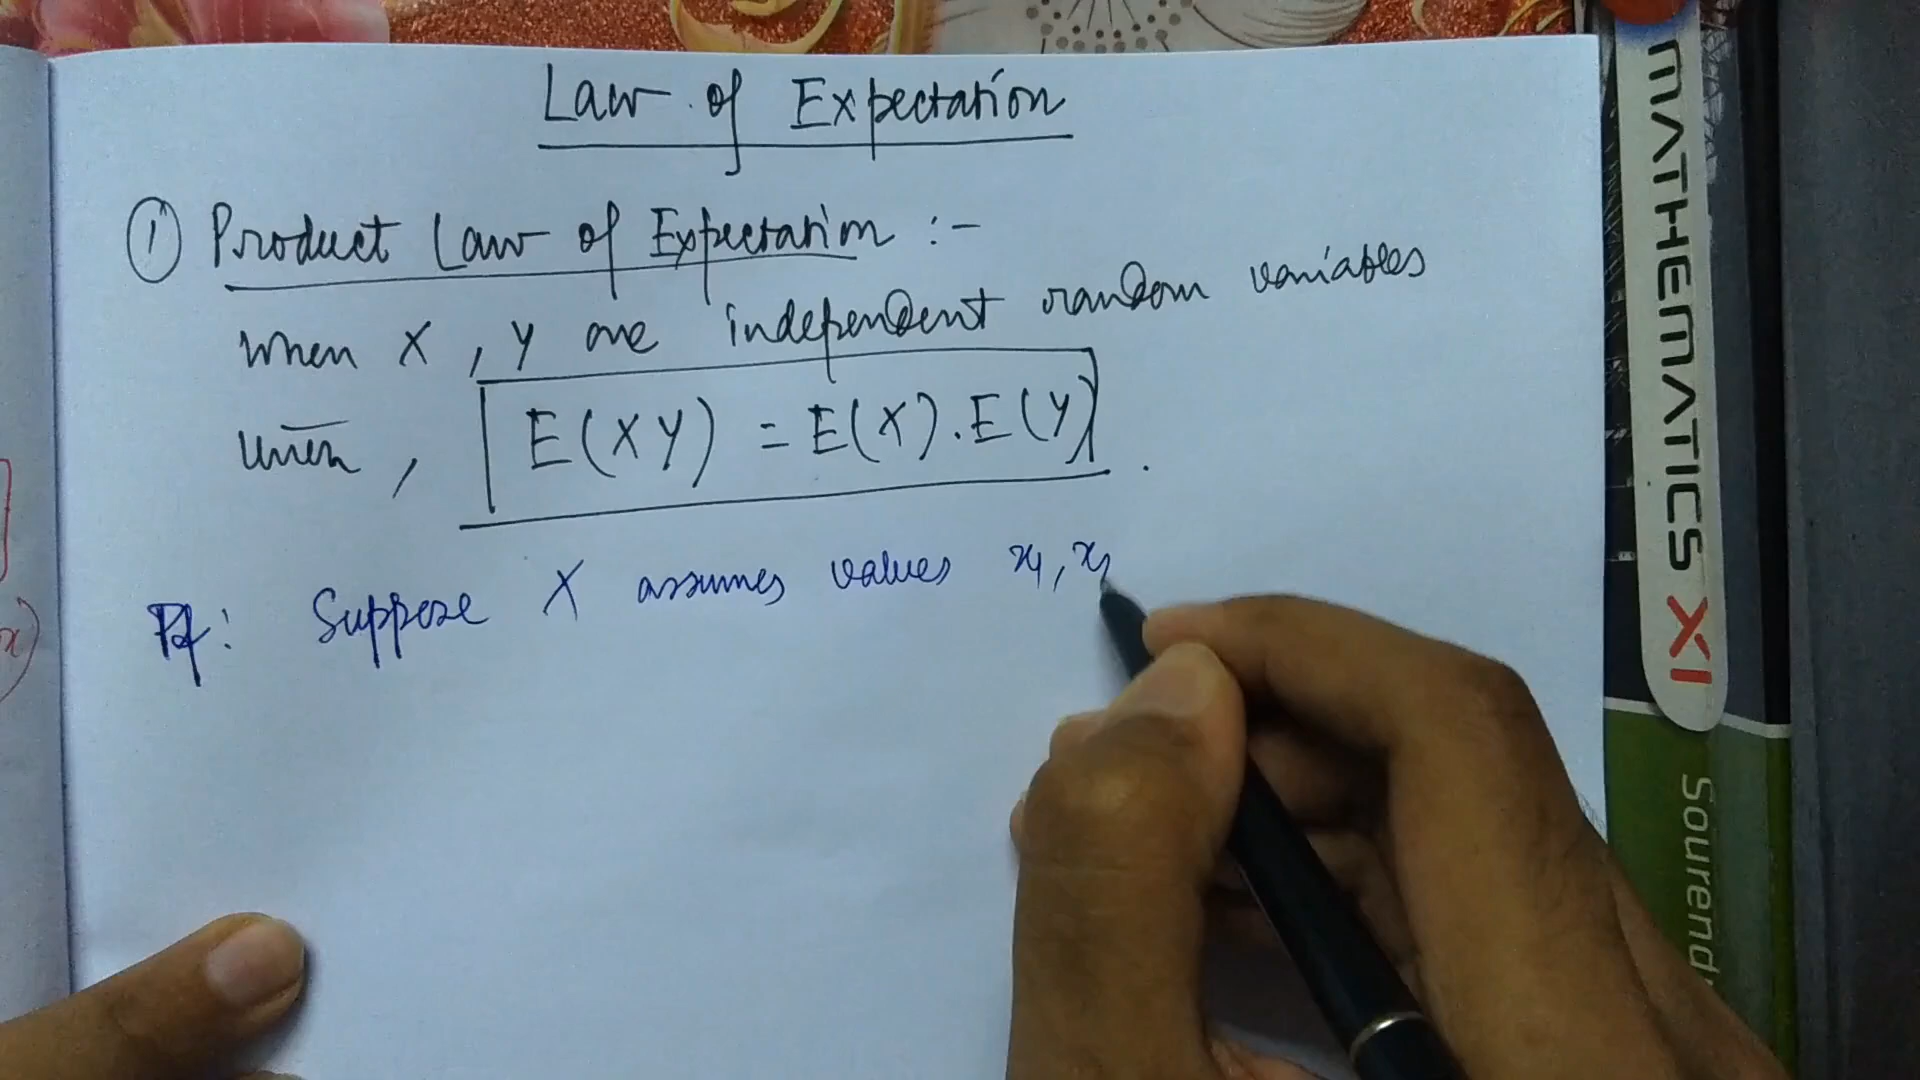 Law of Expectation
① Product Law of Expectation :-
when X, Y are independent random variables
then, E(XY) = E(X).E(Y).
Pf: Suppose X assumes values x1, x
MATHEMATICS XI
Sourend
x)